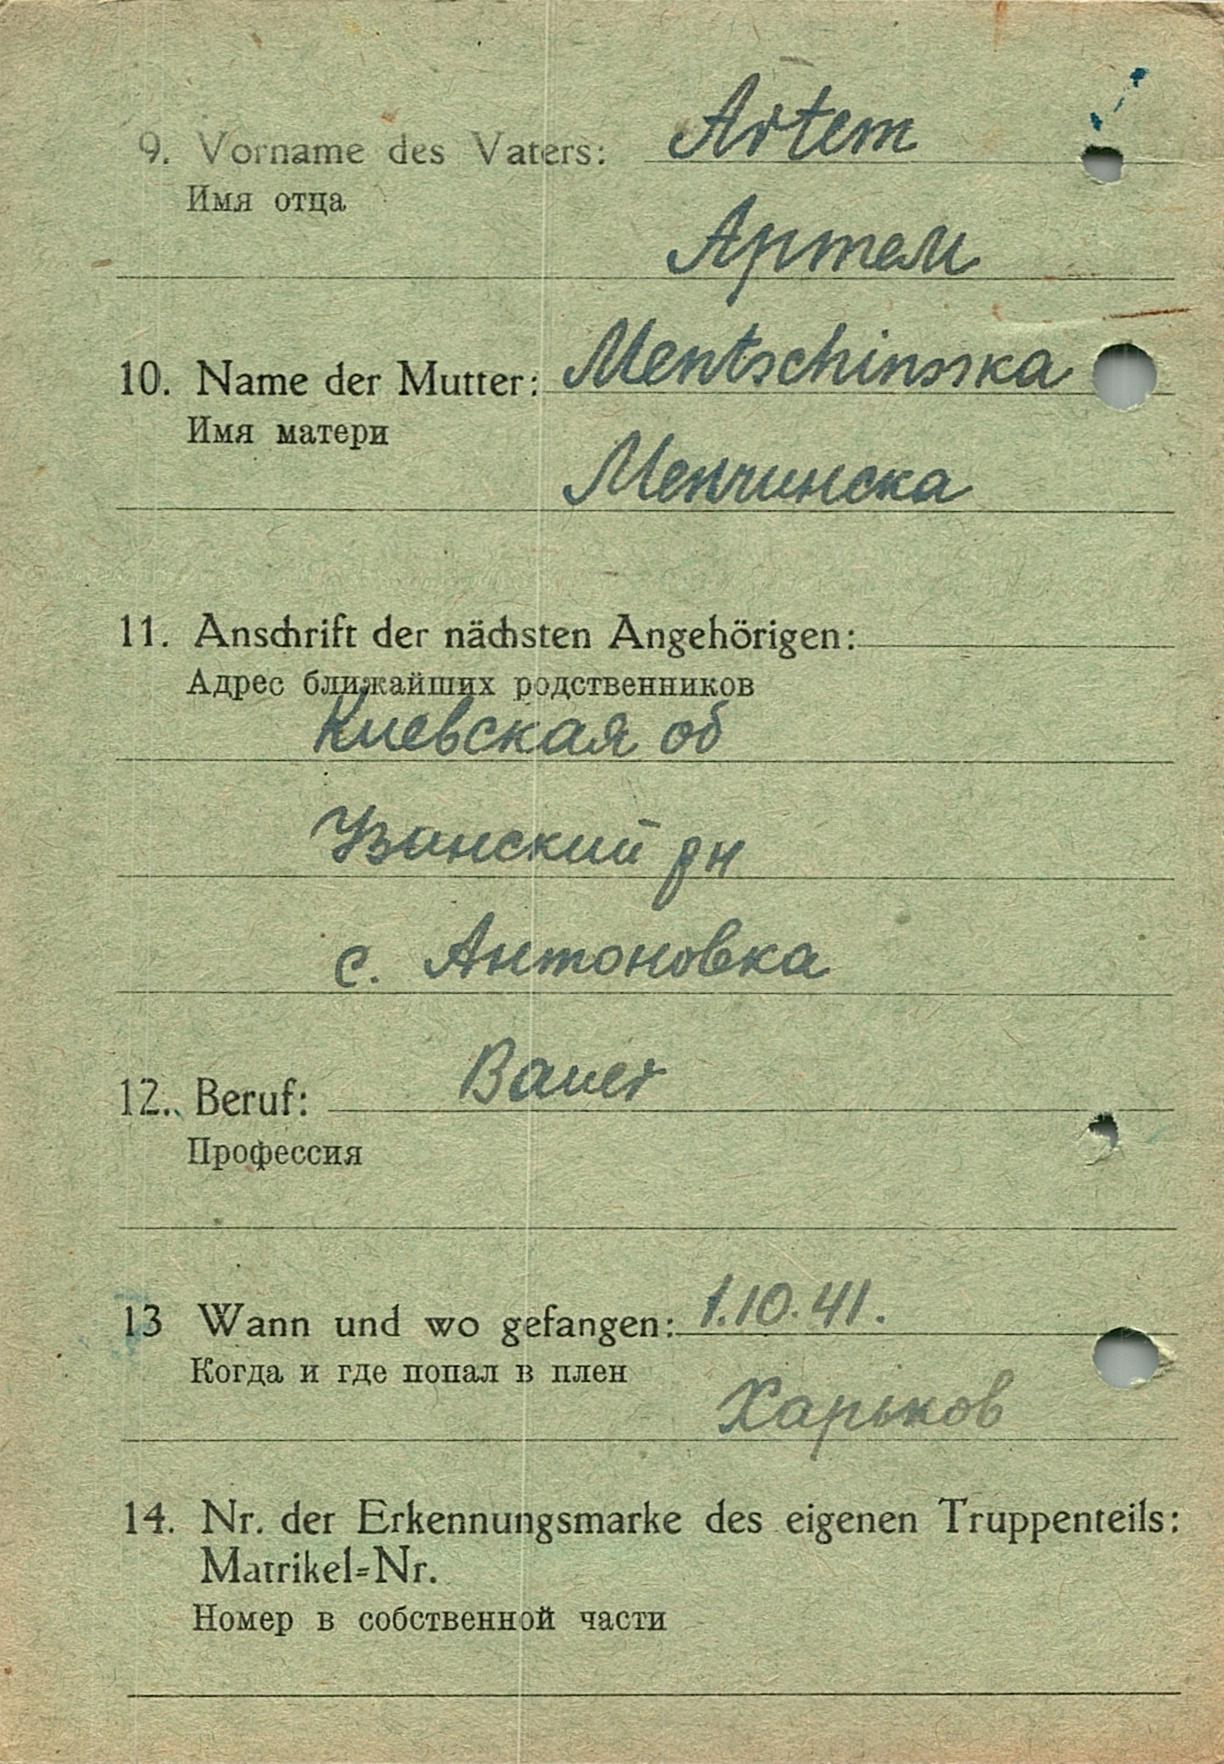 9. Vorname des Vaters: Artem
Имя отца
Артем
10. Name der Mutter: Mentschinska
Имя матери
Менчинска
11. Anschrift der nächsten Angehörigen:
Адрес ближайших родственников
Киевская об
рн
с. Антоновка
12. Beruf: Bauer
Профессия
13 Wann und wo gefangen: 1.10.41.
Когда и где попал в плен
Харьков
14. Nr. der Erkennungsmarke des eigenen Truppenteils:
Matrikel=Nr.
Номер в собственной части